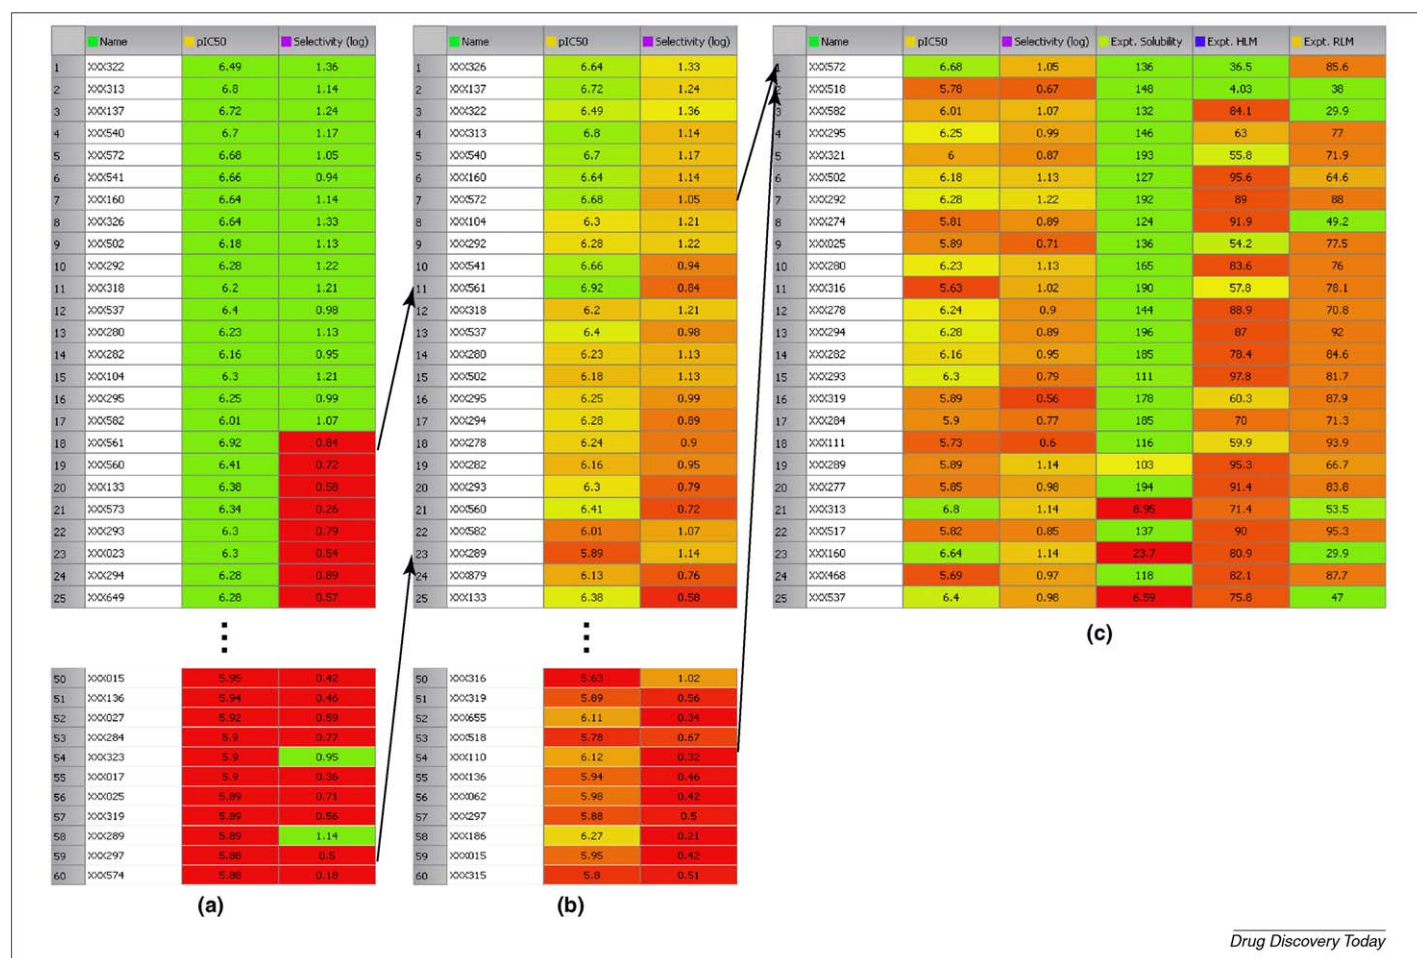 Name pIC50 Selectivity (log)
1 XXX322 6.49 1.36
2 XXX313 6.8 1.14
3 XXX137 6.72 1.24
4 XXX540 6.7 1.17
5 XXX572 6.68 1.05
6 XXX541 6.66 0.94
7 XXX160 6.64 1.14
8 XXX326 6.64 1.33
9 XXX502 6.18 1.13
10 XXX292 6.28 1.22
11 XXX318 6.2 1.21
12 XXX537 6.4 0.98
13 XXX280 6.23 1.13
14 XXX282 6.16 0.95
15 XXX104 6.3 1.21
16 XXX295 6.25 0.99
17 XXX582 6.01 1.07
18 XXX561 6.92 0.84
19 XXX560 6.41 0.72
20 XXX133 6.38 0.58
21 XXX573 6.34 0.26
22 XXX293 6.3 0.79
23 XXX023 6.3 0.54
24 XXX294 6.28 0.89
25 XXX649 6.28 0.57
50 XXX015 5.95 0.42
51 XXX136 5.94 0.46
52 XXX027 5.92 0.59
53 XXX284 5.9 0.77
54 XXX323 5.9 0.95
55 XXX017 5.9 0.36
56 XXX025 5.89 0.71
57 XXX319 5.89 0.56
58 XXX289 5.89 1.14
59 XXX297 5.88 0.5
60 XXX574 5.88 0.18
(a)
Name pIC50 Selectivity (log)
1 XXX326 6.64 1.33
2 XXX137 6.72 1.24
3 XXX322 6.49 1.36
4 XXX313 6.8 1.14
5 XXX540 6.7 1.17
6 XXX160 6.64 1.14
7 XXX572 6.68 1.05
8 XXX104 6.3 1.21
9 XXX292 6.28 1.22
10 XXX541 6.66 0.94
11 XXX561 6.92 0.84
12 XXX318 6.2 1.21
13 XXX537 6.4 0.98
14 XXX280 6.23 1.13
15 XXX502 6.18 1.13
16 XXX295 6.25 0.99
17 XXX294 6.28 0.89
18 XXX278 6.24 0.9
19 XXX282 6.16 0.95
20 XXX293 6.3 0.79
21 XXX560 6.41 0.72
22 XXX582 6.01 1.07
23 XXX289 5.89 1.14
24 XXX879 6.13 0.76
25 XXX133 6.38 0.58
50 XXX316 5.63 1.02
51 XXX319 5.89 0.56
52 XXX655 6.11 0.34
53 XXX518 5.78 0.67
54 XXX110 6.12 0.32
55 XXX136 5.94 0.46
56 XXX062 5.98 0.42
57 XXX297 5.88 0.5
58 XXX186 6.27 0.21
59 XXX015 5.95 0.42
60 XXX315 5.8 0.51
(b)
Name pIC50 Selectivity (log) Expt. Solubility Expt. HLM Expt. RLM
1 XXX572 6.68 1.05 136 36.5 85.6
2 XXX518 5.78 0.67 148 4.03 38
3 XXX582 6.01 1.07 132 84.1 29.9
4 XXX295 6.25 0.99 146 63 77
5 XXX321 6 0.87 193 55.8 71.9
6 XXX502 6.18 1.13 127 95.6 64.6
7 XXX292 6.28 1.22 192 89 88
8 XXX274 5.81 0.89 124 91.9 49.2
9 XXX025 5.89 0.71 136 54.2 77.5
10 XXX280 6.23 1.13 165 83.6 76
11 XXX316 5.63 1.02 190 57.8 78.1
12 XXX278 6.24 0.9 144 88.9 70.8
13 XXX294 6.28 0.89 196 87 92
14 XXX282 6.16 0.95 185 78.4 84.6
15 XXX293 6.3 0.79 111 97.8 81.7
16 XXX319 5.89 0.56 178 60.3 87.9
17 XXX284 5.9 0.77 185 70 71.3
18 XXX111 5.73 0.6 116 59.9 93.9
19 XXX289 5.89 1.14 103 95.3 66.7
20 XXX277 5.85 0.98 194 91.4 83.8
21 XXX313 6.8 1.14 8.95 71.4 53.5
22 XXX517 5.82 0.85 137 90 95.3
23 XXX160 6.64 1.14 23.7 80.9 29.9
24 XXX468 5.69 0.97 118 82.1 87.7
25 XXX537 6.4 0.98 6.59 75.8 47
(c)
Drug Discovery Today